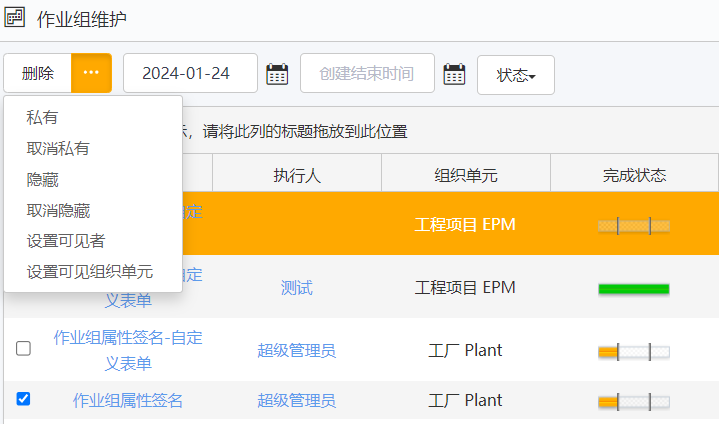 作业组维护
删除
···
2024-01-24
创建结束时间
状态
私有
取消私有
隐藏
取消隐藏
设置可见者
设置可见组织单元
示，请将此列的标题拖放到此位置
执行人
组织单元
完成状态
自定
工程项目 EPM
自定
义表单
测试
工程项目 EPM
作业组属性签名-自定
义表单
超级管理员
工厂 Plant
作业组属性签名
超级管理员
工厂 Plant